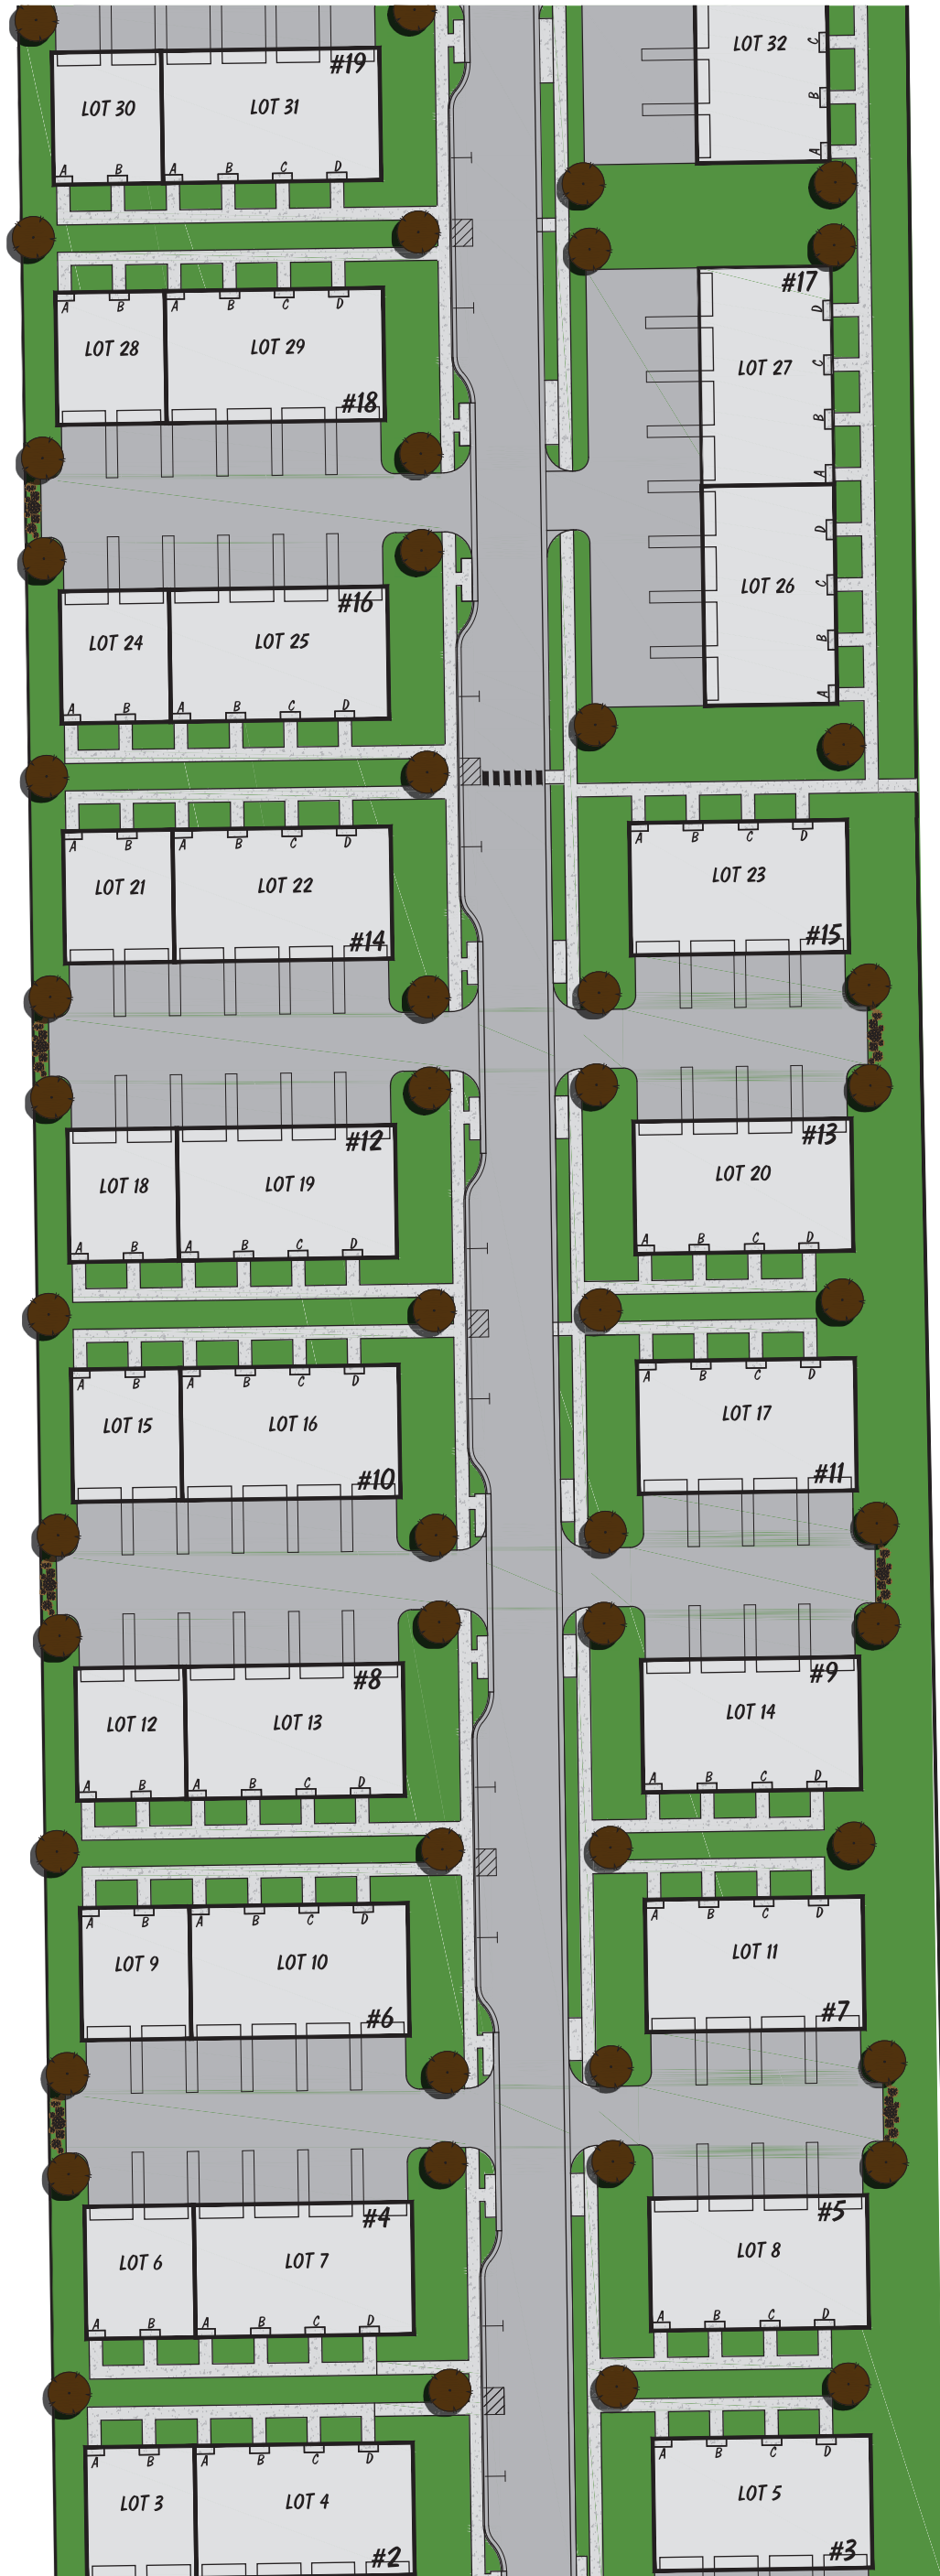 LOT 32
C
B
A
#19
LOT 30
LOT 31
A B A B C D
A B A B C D
LOT 28
LOT 29
#18
#17
D
LOT 27
C
B
A
D
LOT 26
C
B
A
#16
LOT 24
LOT 25
A B A B C D
A B A B C D
LOT 21
LOT 22
#14
A B C D
LOT 23
#15
#12
LOT 18
LOT 19
A B A B C D
#13
LOT 20
A B C D
A B A B C D
LOT 15
LOT 16
#10
A B C D
LOT 17
#11
#8
LOT 12
LOT 13
A B A B C D
#9
LOT 14
A B C D
A B A B C D
LOT 9
LOT 10
#6
A B C D
LOT 11
#7
#4
LOT 6
LOT 7
A B A B C D
#5
LOT 8
A B C D
A B A B C D
LOT 3
LOT 4
#2
A B C D
LOT 5
#3